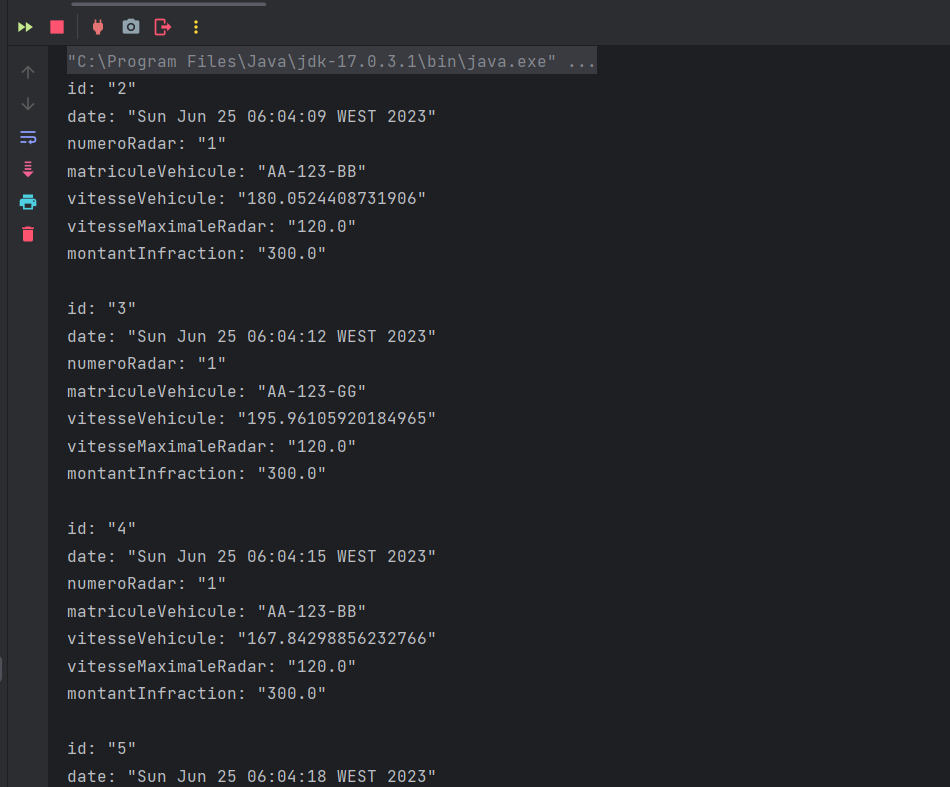 "C:\Program Files\Java\jdk-17.0.3.1\bin\java.exe" ...
id: "2"
date: "Sun Jun 25 06:04:09 WEST 2023"
numeroRadar: "1"
matriculeVehicule: "AA-123-BB"
vitesseVehicule: "180.0524408731906"
vitesseMaximaleRadar: "120.0"
montantInfraction: "300.0"

id: "3"
date: "Sun Jun 25 06:04:12 WEST 2023"
numeroRadar: "1"
matriculeVehicule: "AA-123-GG"
vitesseVehicule: "195.96105920184965"
vitesseMaximaleRadar: "120.0"
montantInfraction: "300.0"

id: "4"
date: "Sun Jun 25 06:04:15 WEST 2023"
numeroRadar: "1"
matriculeVehicule: "AA-123-BB"
vitesseVehicule: "167.84298856232766"
vitesseMaximaleRadar: "120.0"
montantInfraction: "300.0"

id: "5"
date: "Sun Jun 25 06:04:18 WEST 2023"